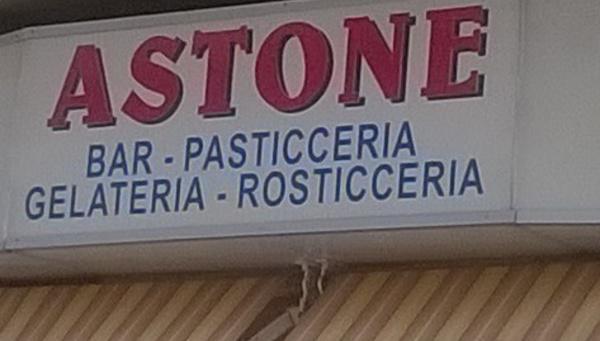 ASTONE
BAR - PASTICCERIA
GELATERIA - ROSTICCERIA